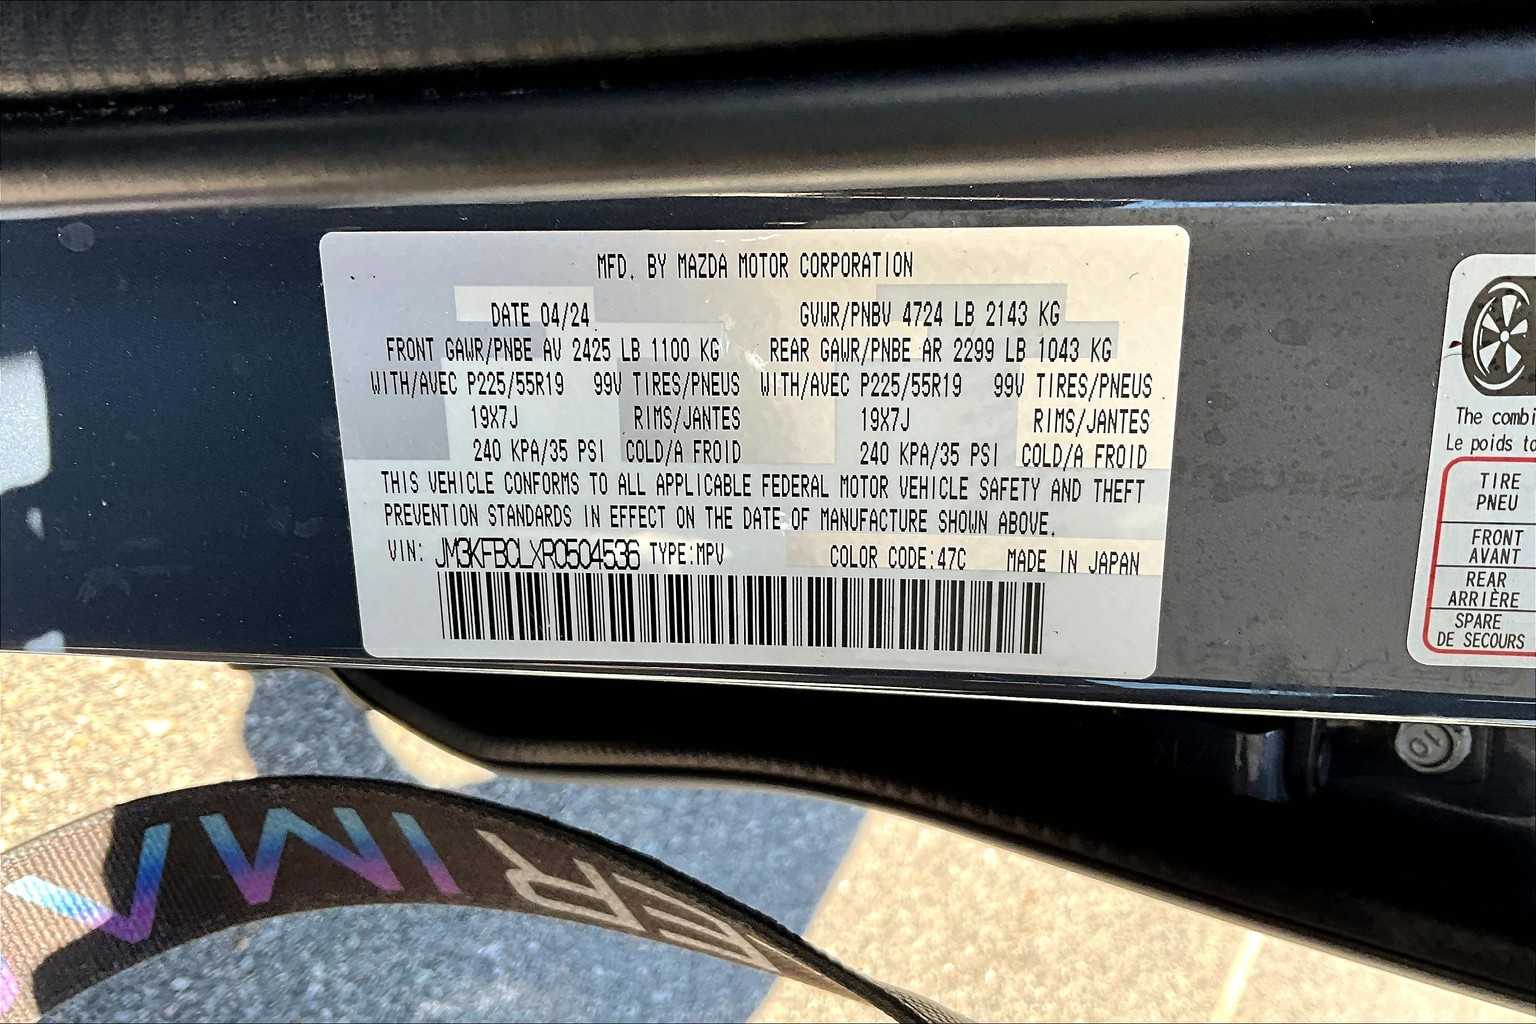 MFD. BY MAZDA MOTOR CORPORATION
DATE 04/24 GVWR/PNBV 4724 LB 2143 KG
FRONT GAWR/PNBE AV 2425 LB 1100 KG REAR GAWR/PNBE AR 2299 LB 1043 KG
WITH/AVEC P225/55R19 99V TIRES/PNEUS WITH/AVEC P225/55R19 99V TIRES/PNEUS
19X7J RIMS/JANTES 19X7J RIMS/JANTES
240 KPA/35 PSI COLD/A FROID 240 KPA/35 PSI COLD/A FROID
THIS VEHICLE CONFORMS TO ALL APPLICABLE FEDERAL MOTOR VEHICLE SAFETY AND THEFT
PREVENTION STANDARDS IN EFFECT ON THE DATE OF MANUFACTURE SHOWN ABOVE.
VIN: JM3KFBCLXR0504536 TYPE:MPV COLOR CODE:47C MADE IN JAPAN
The combi
Le poids to
TIRE
PNEU
FRONT
AVANT
REAR
ARRIÈRE
SPARE
DE SECOURS
10